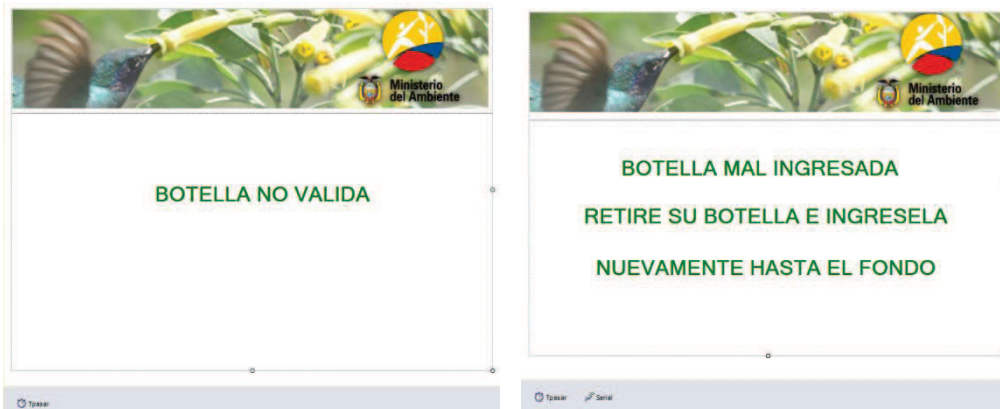 Ministerio
del Ambiente
BOTELLA NO VALIDA
Tpasar
Ministerio
del Ambiente
BOTELLA MAL INGRESADA
RETIRE SU BOTELLA E INGRESELA
NUEVAMENTE HASTA EL FONDO
Tpasar Serial